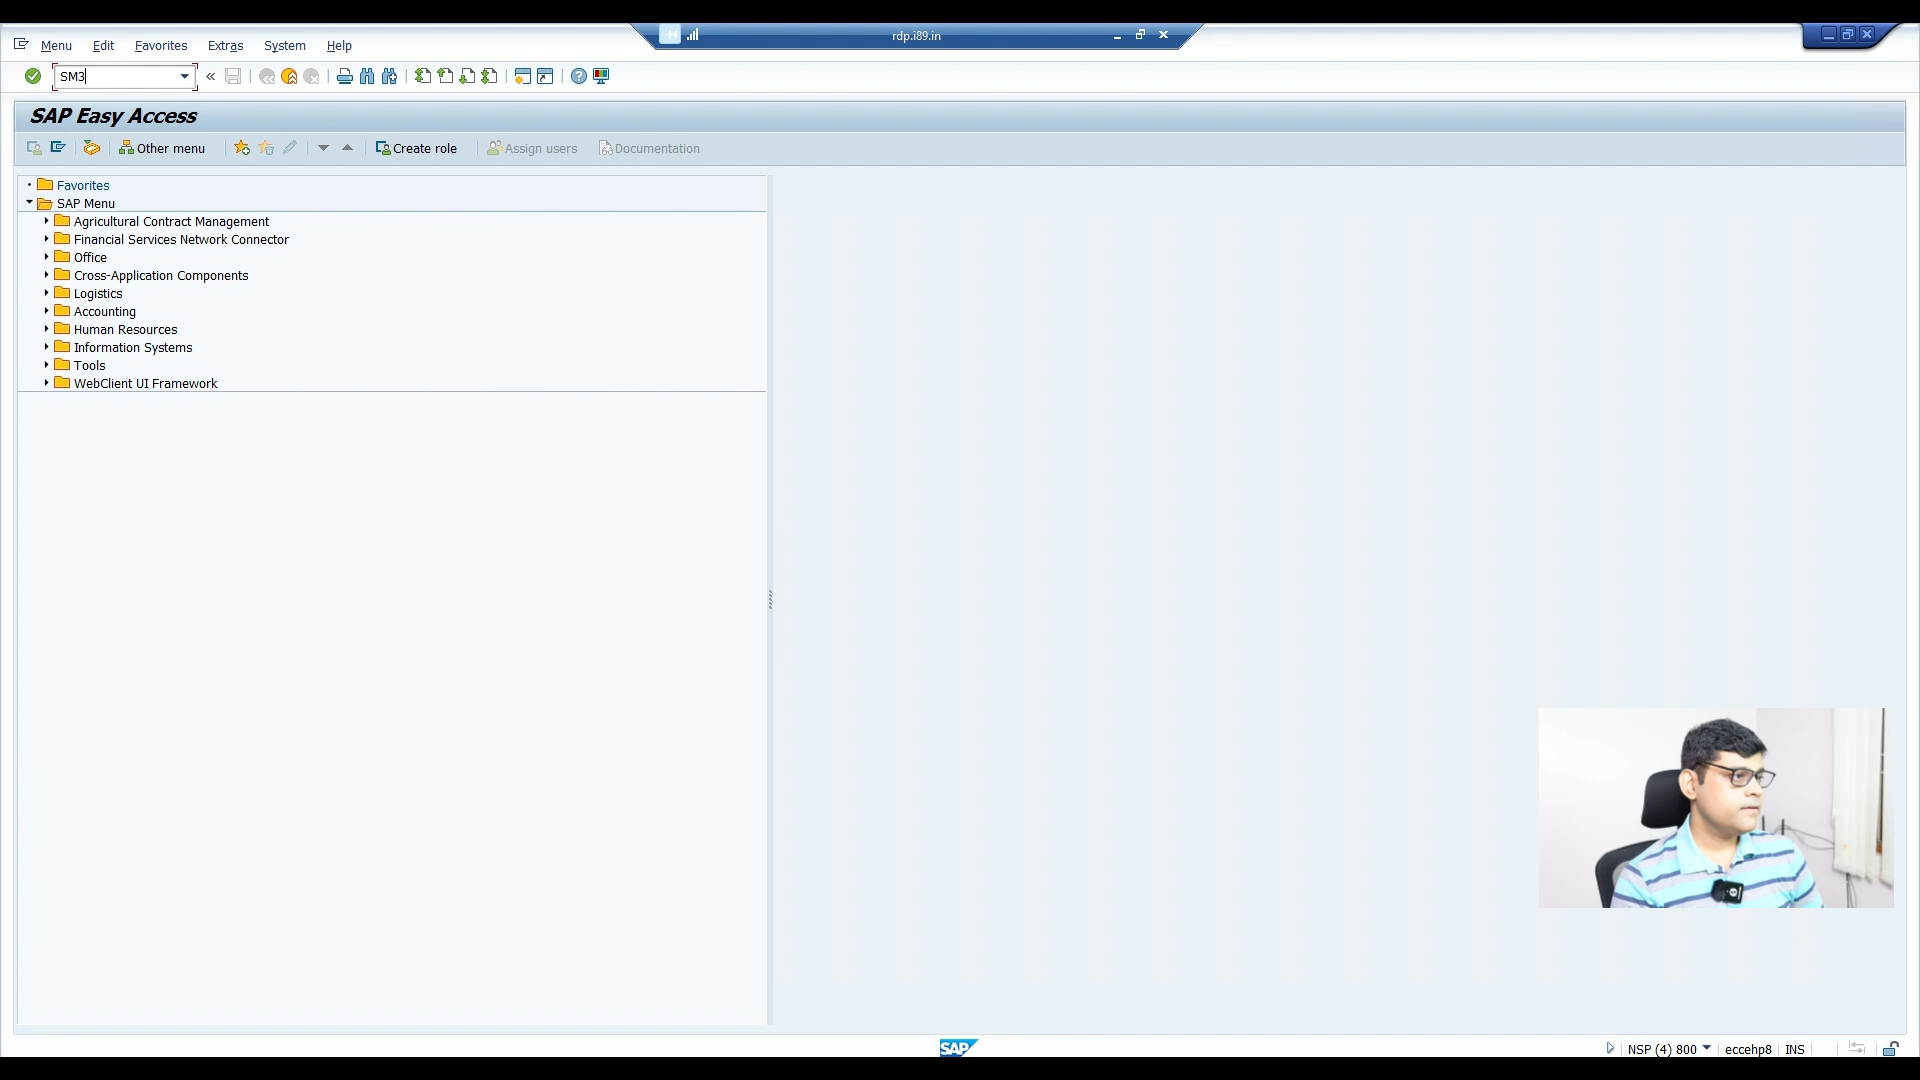 rdp.i89.in
Menu Edit Favorites Extras System Help
SM3
SAP Easy Access
Other menu Create role Assign users Documentation
Favorites
SAP Menu
Agricultural Contract Management
Financial Services Network Connector
Office
Cross-Application Components
Logistics
Accounting
Human Resources
Information Systems
Tools
WebClient UI Framework
SAP
NSP (4) 800 eccehp8 INS